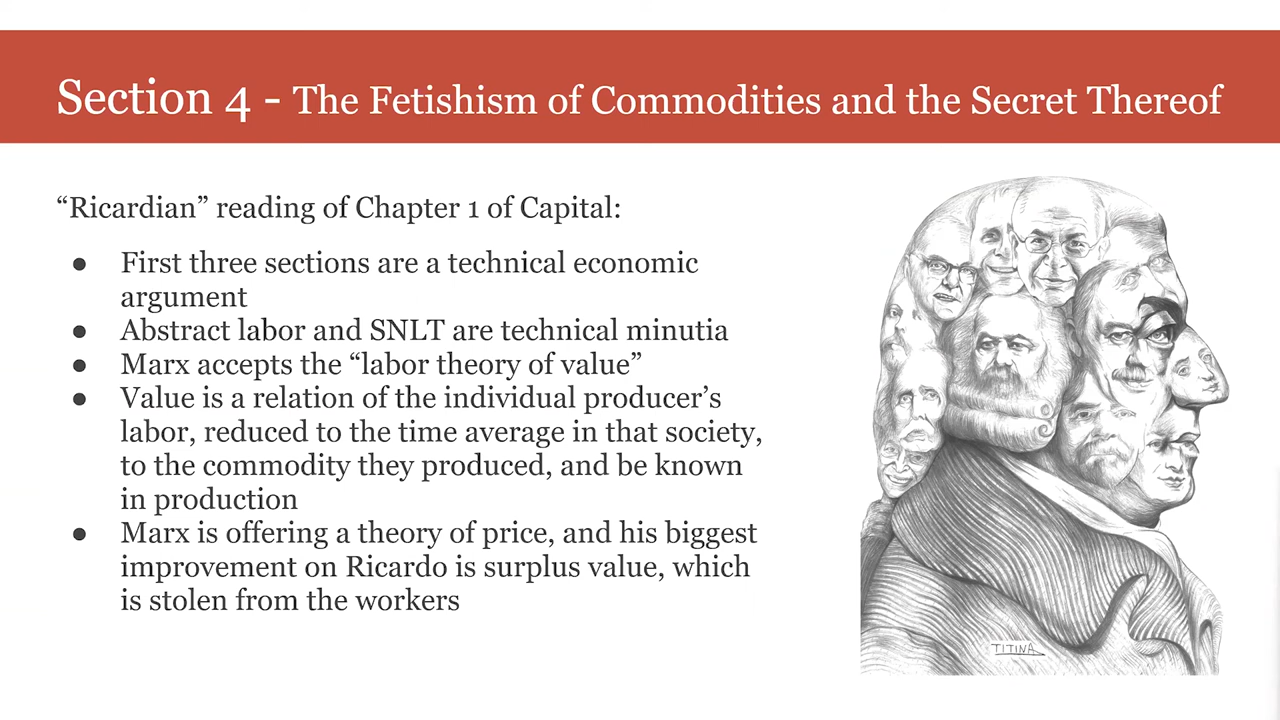 Section 4 - The Fetishism of Commodities and the Secret Thereof
“Ricardian” reading of Chapter 1 of Capital:
● First three sections are a technical economic
argument
● Abstract labor and SNLT are technical minutia
● Marx accepts the “labor theory of value”
● Value is a relation of the individual producer’s
labor, reduced to the time average in that society,
to the commodity they produced, and be known
in production
● Marx is offering a theory of price, and his biggest
improvement on Ricardo is surplus value, which
is stolen from the workers
TITINA